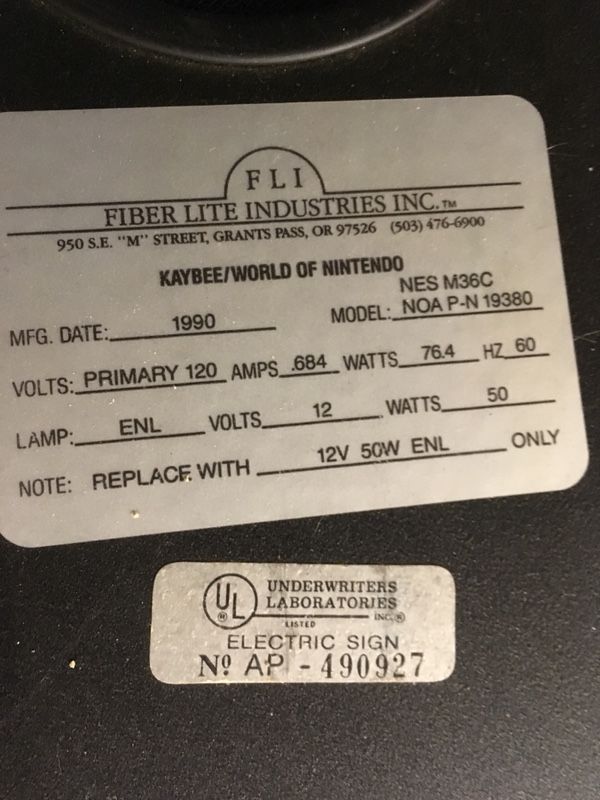 FLI
FIBER LITE INDUSTRIES INC.™
950 S.E. "M" STREET, GRANTS PASS, OR 97526 (503) 476-6900
KAYBEE/WORLD OF NINTENDO
NES M36C
MFG. DATE: 1990 MODEL: NOA P-N 19380
VOLTS: PRIMARY 120 AMPS .684 WATTS 76.4 HZ 60
LAMP: ENL VOLTS 12 WATTS 50
NOTE: REPLACE WITH 12V 50W ENL ONLY
UL ®
UNDERWRITERS
LABORATORIES
INC.®
LISTED
ELECTRIC SIGN
Nº AP - 490927